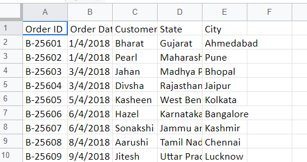 A B C D E
1 Order ID Order Dat Customer State City
2 B-25601 1/4/2018 Bharat Gujarat Ahmedabad
3 B-25602 1/4/2018 Pearl Maharash Pune
4 B-25603 3/4/2018 Jahan Madhya P Bhopal
5 B-25604 3/4/2018 Divsha Rajasthan Jaipur
6 B-25605 5/4/2018 Kasheen West Ben Kolkata
7 B-25606 6/4/2018 Hazel Karnataka Bangalore
8 B-25607 6/4/2018 Sonakshi Jammu an Kashmir
9 B-25608 8/4/2018 Aarushi Tamil Nad Chennai
10 B-25609 9/4/2018 Jitesh Uttar Prad Lucknow